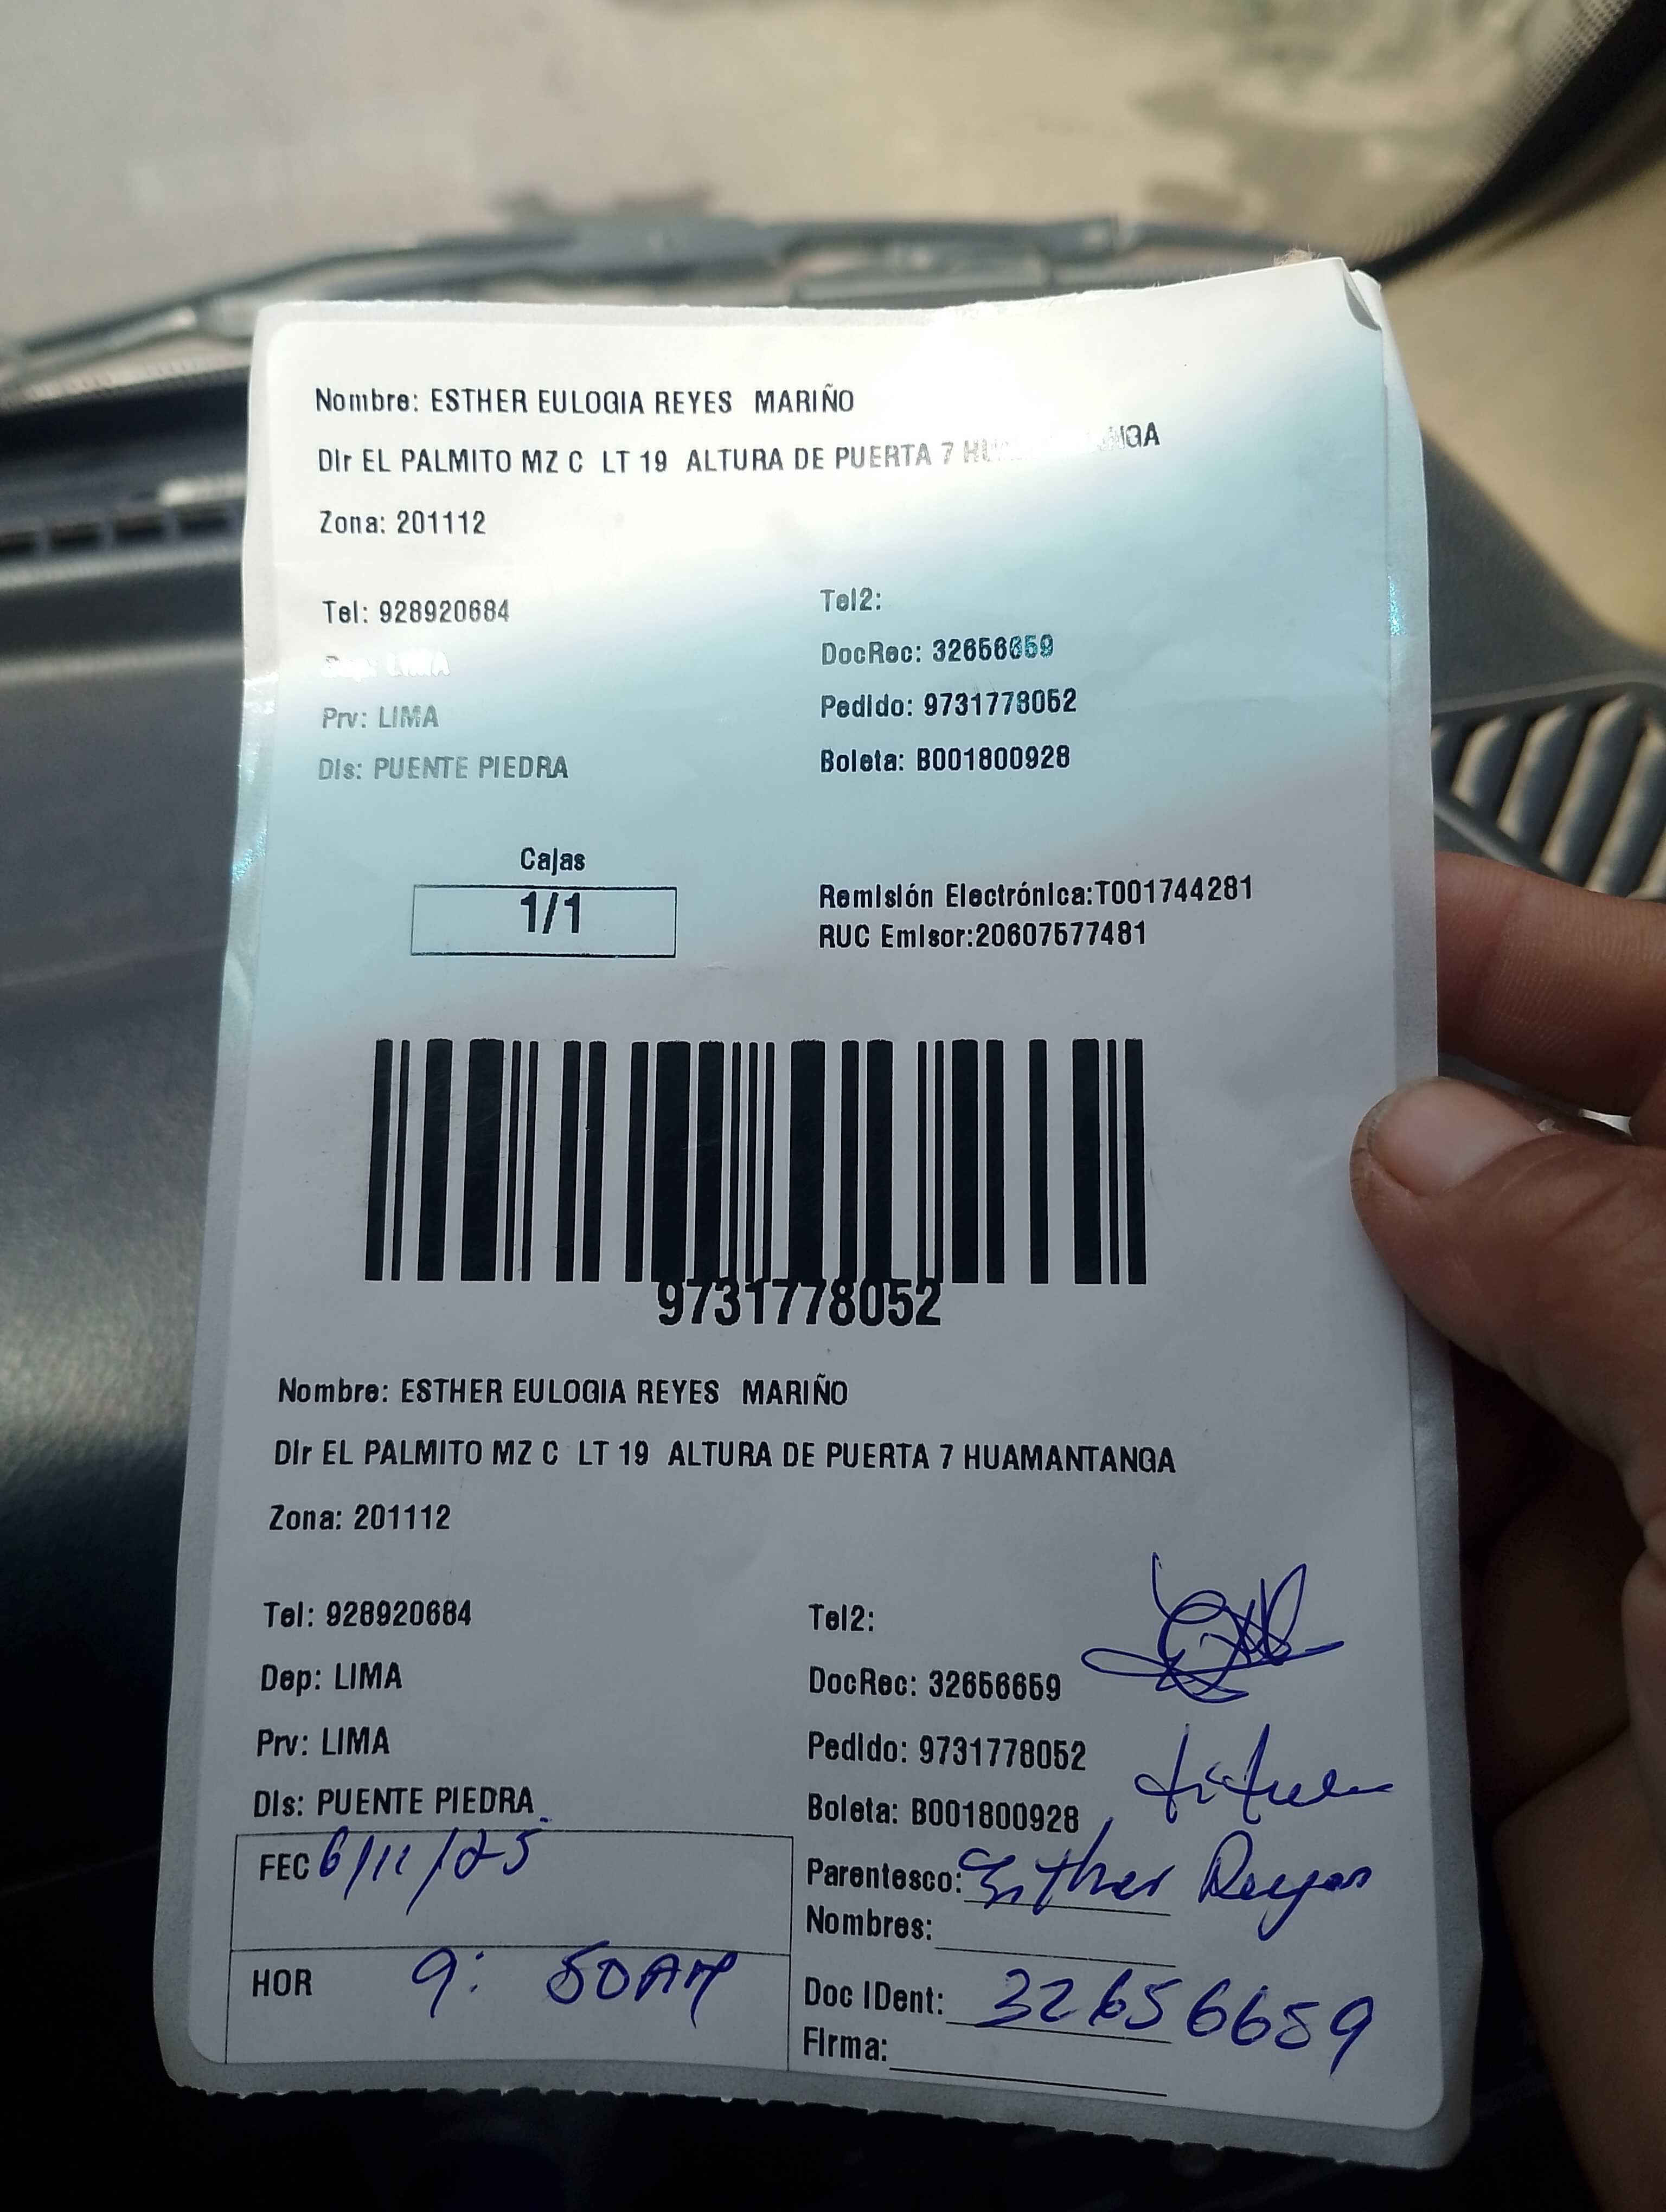 Nombre: ESTHER EULOGIA REYES MARIÑO
Dir EL PALMITO MZ C LT 19 ALTURA DE PUERTA 7
Zona: 201112
Tel: 928920684
Tel2:
Dep: LIMA
DocRec: 32656659
Prv: LIMA
Pedido: 9731778052
Dis: PUENTE PIEDRA
Boleta: B001800928
Cajas
1/1
Remisión Electrónica:T001744281
RUC Emisor:20607577481
9731778052
Nombre: ESTHER EULOGIA REYES MARIÑO
Dir EL PALMITO MZ C LT 19 ALTURA DE PUERTA 7 HUAMANTANGA
Zona: 201112
Tel: 928920684
Tel2:
Dep: LIMA
DocRec: 32656659
Prv: LIMA
Pedido: 9731778052
Dis: PUENTE PIEDRA
Boleta: B001800928
titular
FEC 6/11/25
Parentesco: Esther Reyes
Nombres:
HOR 9: 50AM
Doc IDent: 32656659
Firma: